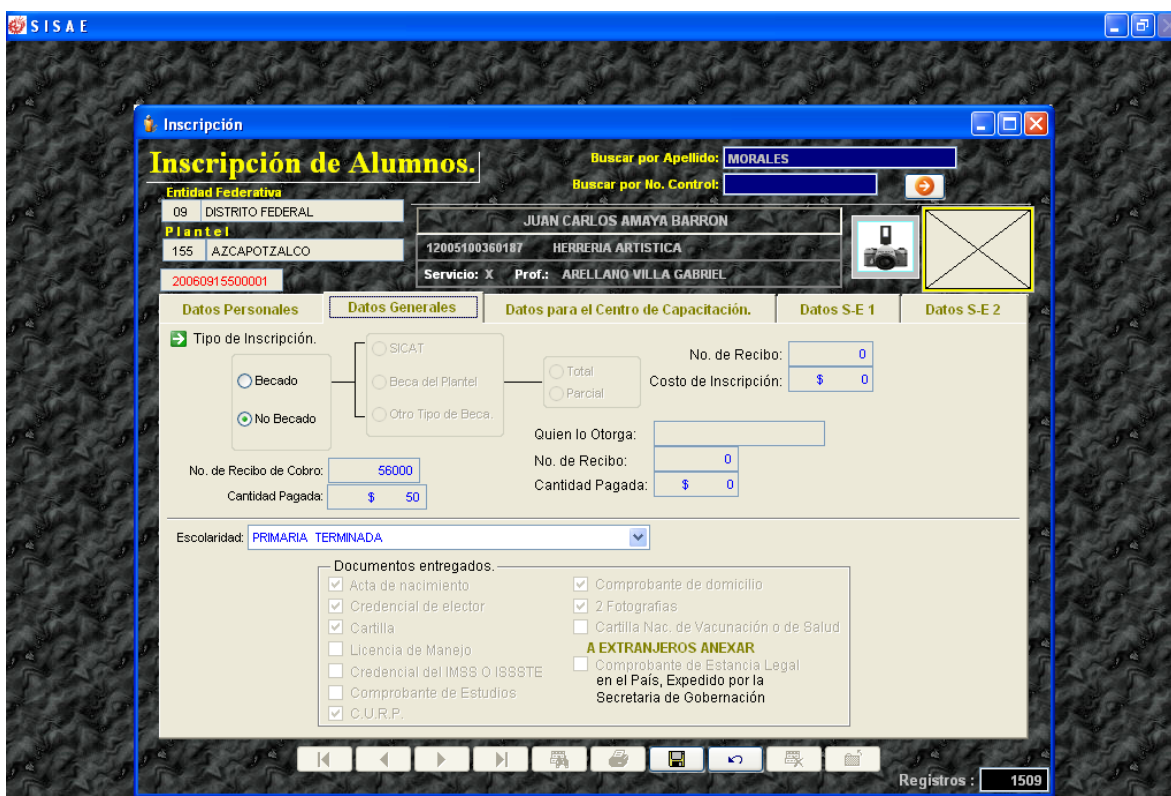 S I S A E
Inscripción
Inscripción de Alumnos.
Buscar por Apellido: MORALES
Buscar por No. Control:
Entidad Federativa
09 DISTRITO FEDERAL
Plantel
155 AZCAPOTZALCO
20060915500001
JUAN CARLOS AMAYA BARRON
12005100360187 HERRERIA ARTISTICA
Servicio: X Prof.: ARELLANO VILLA GABRIEL
Datos Personales Datos Generales Datos para el Centro de Capacitación. Datos S-E 1 Datos S-E 2
Tipo de Inscripción.
Becado
No Becado
SICAT
Beca del Plantel
Otro Tipo de Beca.
Total
Parcial
No. de Recibo: 0
Costo de Inscripción: $ 0
Quien lo Otorga:
No. de Recibo: 0
Cantidad Pagada: $ 0
No. de Recibo de Cobro: 56000
Cantidad Pagada: $ 50
Escolaridad: PRIMARIA TERMINADA
Documentos entregados.
Acta de nacimiento
Credencial de elector
Cartilla
Licencia de Manejo
Credencial del IMSS O ISSSTE
Comprobante de Estudios
C.U.R.P.
Comprobante de domicilio
2 Fotografias
Cartilla Nac. de Vacunación o de Salud
A EXTRANJEROS ANEXAR
Comprobante de Estancia Legal
en el País, Expedido por la
Secretaria de Gobernación
Registros : 1509